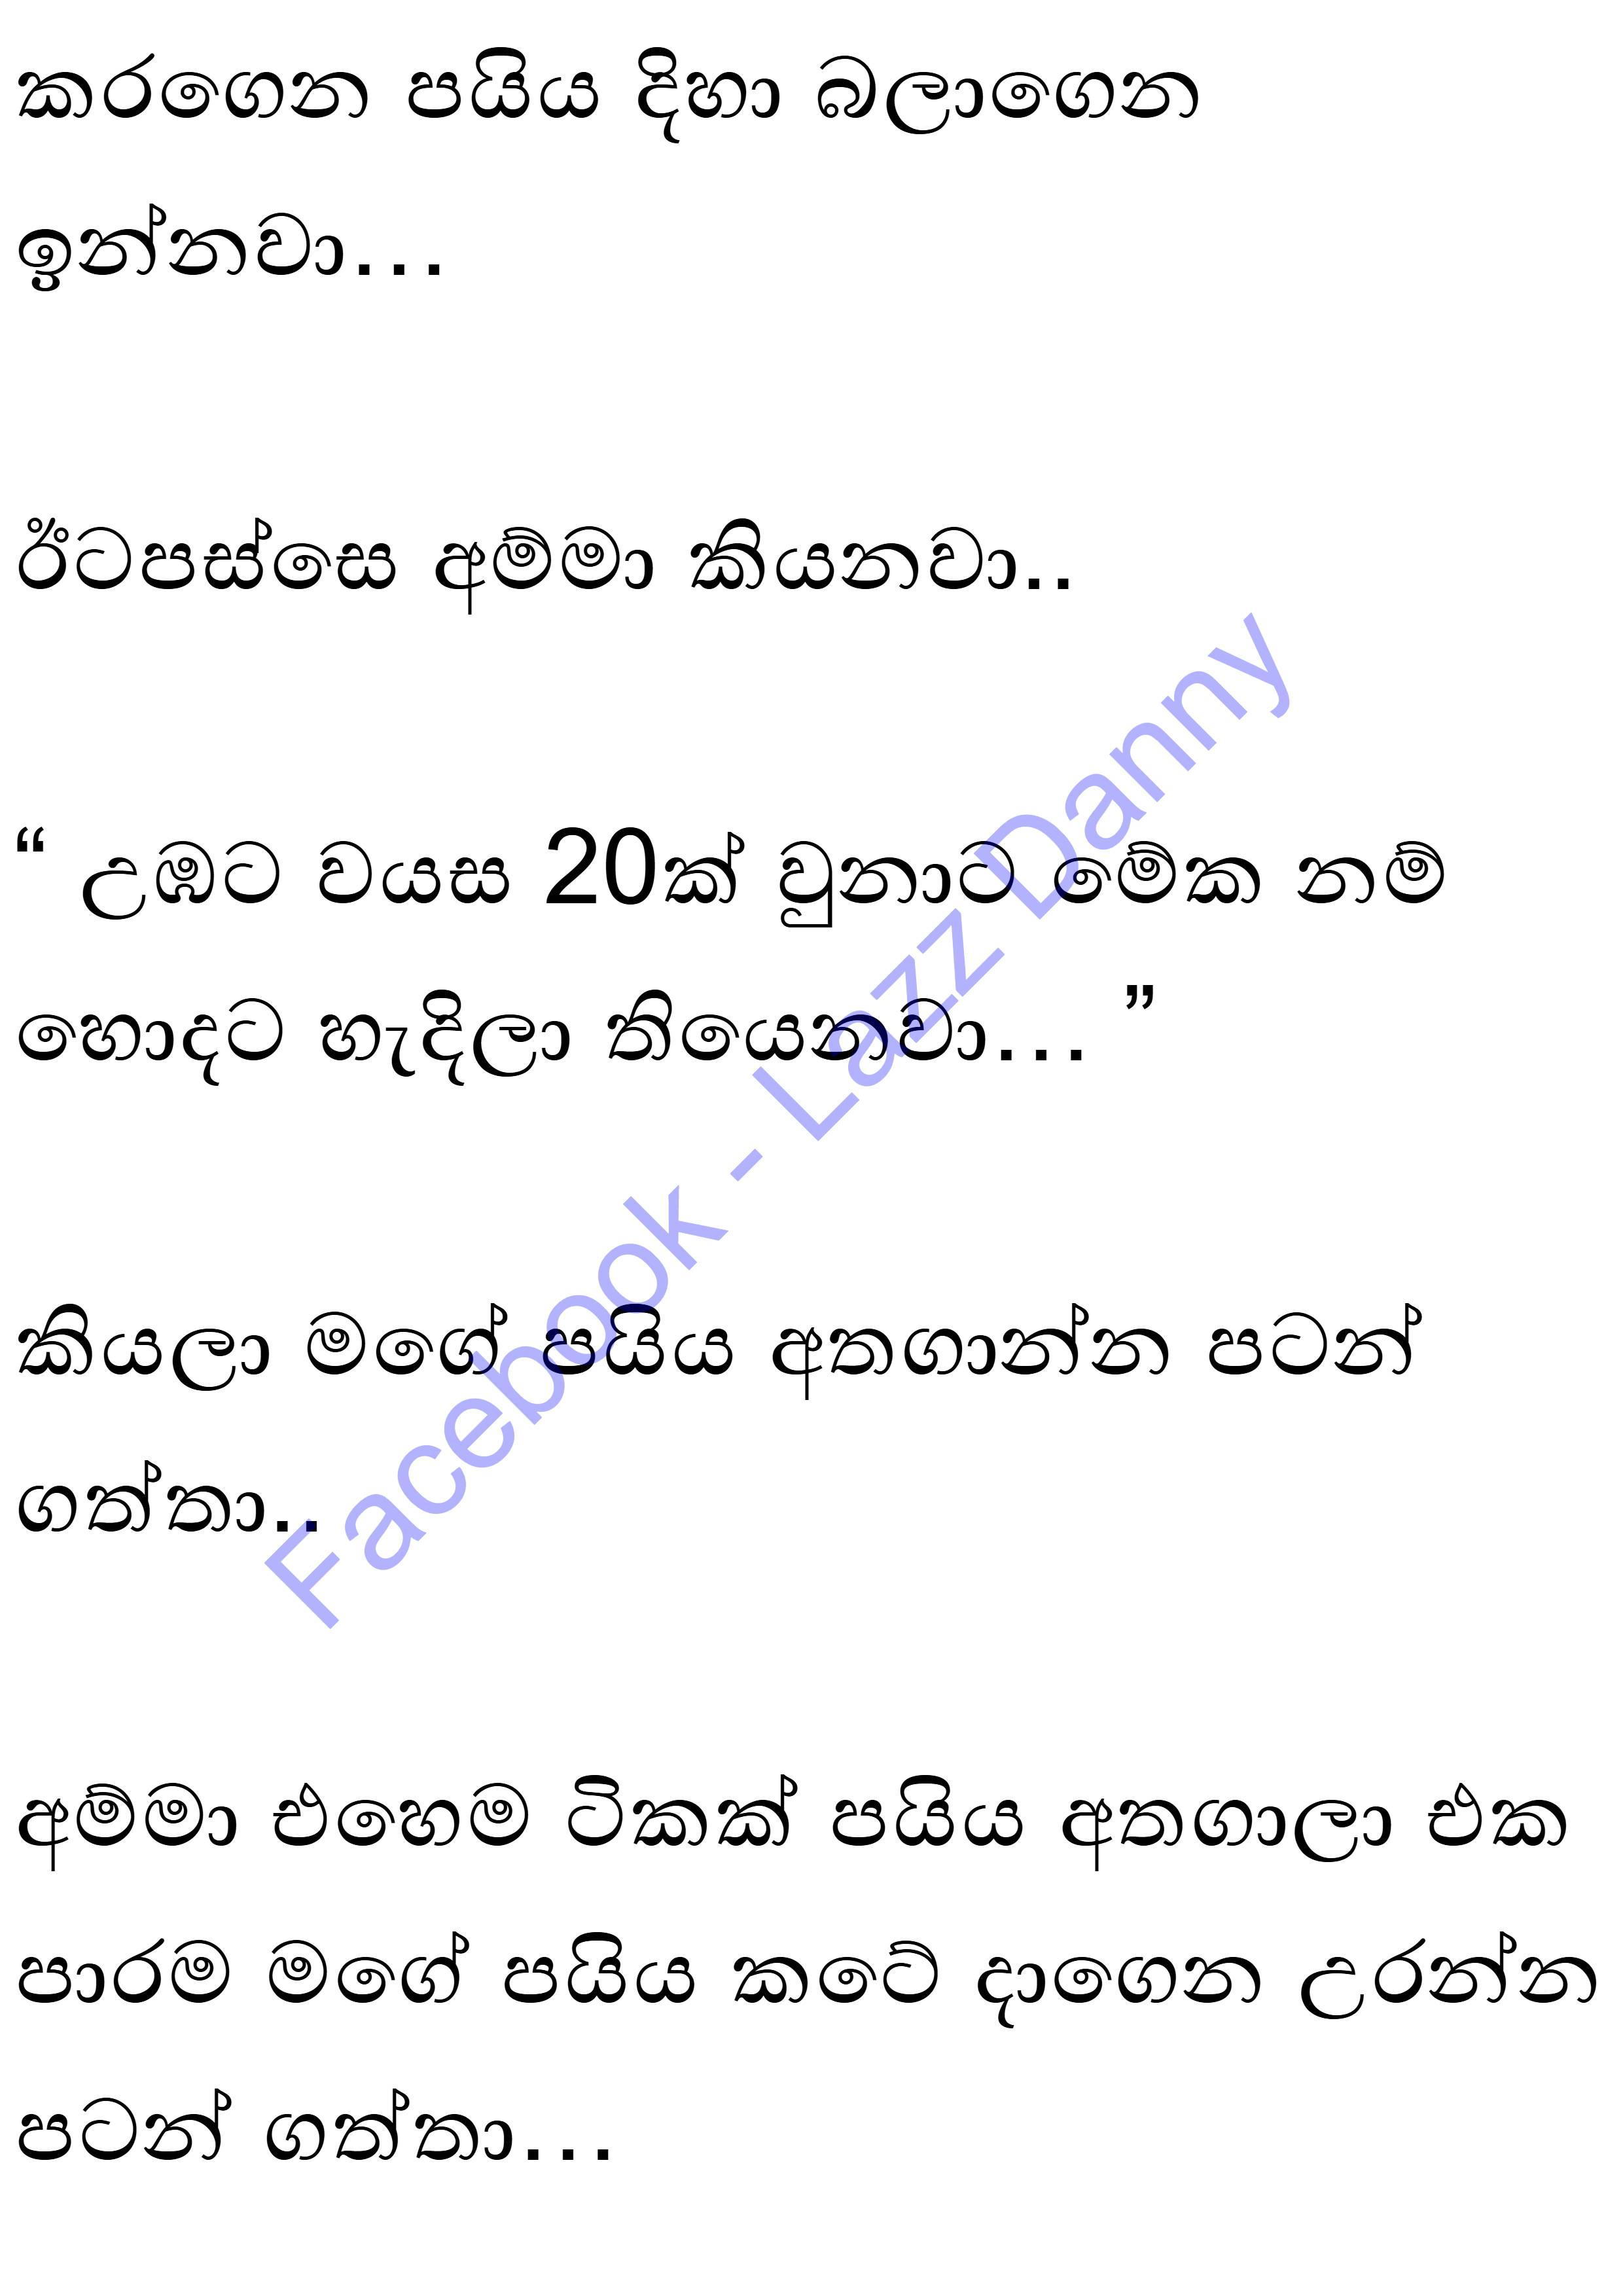 කරගෙන පයිය දිහා බලාගෙන
ඉන්නවා...
ඊටපස්සෙ අම්මා කියනවා..
“ උඹට වයස 20ක් වුනාට මේක නම්
හොදට හැදිලා තියෙනවා... ”
කියලා මගේ පයිය අතගාන්න පටන්
ගත්තා..
අම්මා එහෙම ටිකක් පයිය අතගාලා එක
පාරම මගේ පයිය කටේ දාගෙන උරන්න
පටන් ගත්තා...
Facebook - Lazz Danny